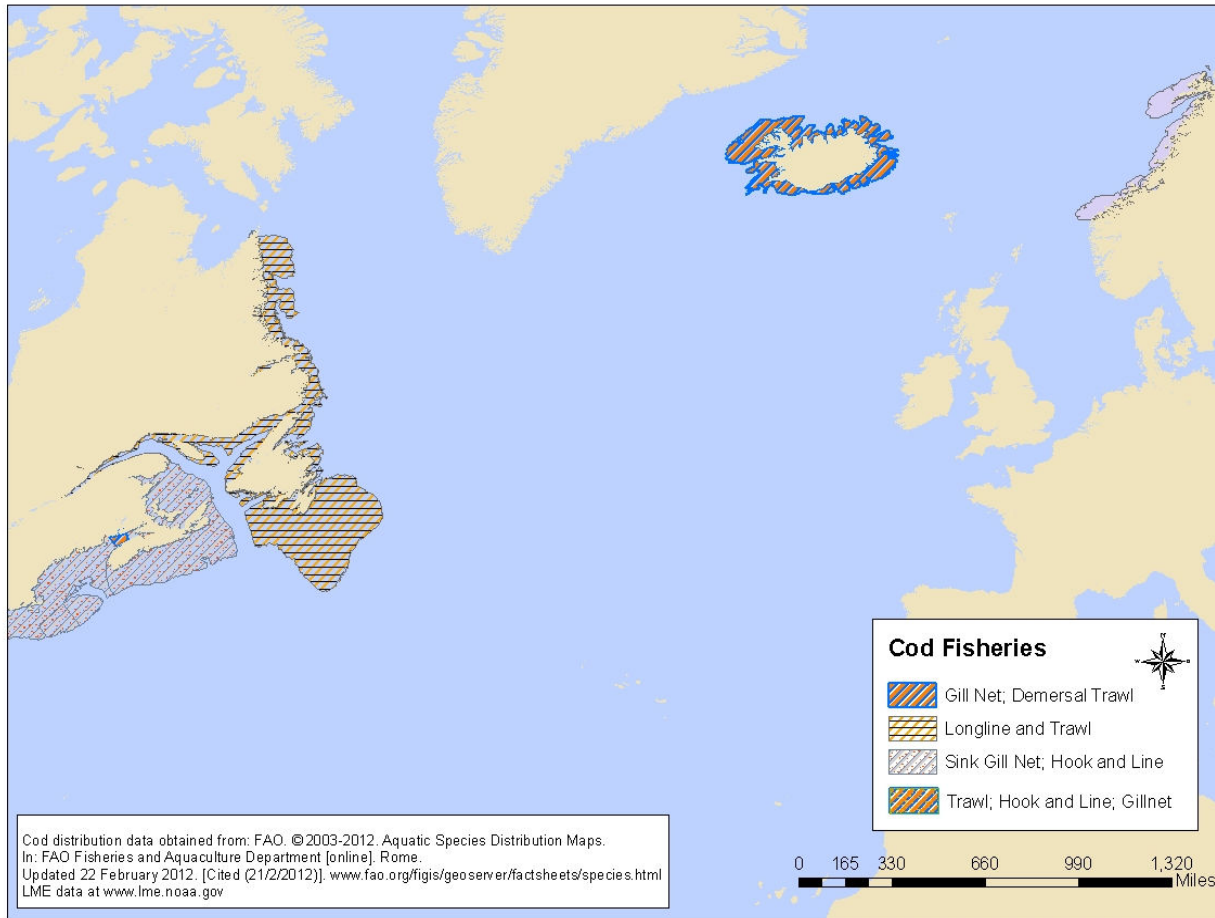 Cod Fisheries
N
W
E
S
Gill Net; Demersal Trawl
Longline and Trawl
Sink Gill Net; Hook and Line
Trawl; Hook and Line; Gillnet
Cod distribution data obtained from: FAO. ©2003-2012. Aquatic Species Distribution Maps.
In: FAO Fisheries and Aquaculture Department [online]. Rome.
Updated 22 February 2012. [Cited (21/2/2012)]. www.fao.org/figis/geoserver/factsheets/species.html
LME data at www.lme.noaa.gov
0 165 330 660 990 1,320
Miles